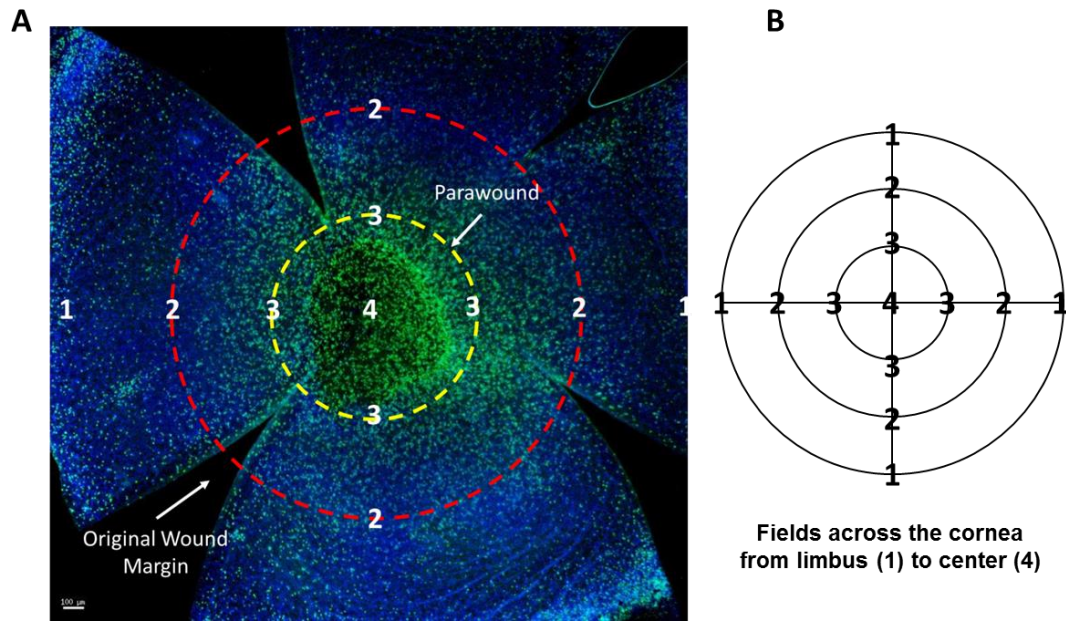 A
B
2
Parawound
3
1
2
3
4
3
2
1
3
2
Original Wound
Margin
100 µm
1
2
3
1 2 3 4 3 2 1
3
2
1
Fields across the cornea
from limbus (1) to center (4)